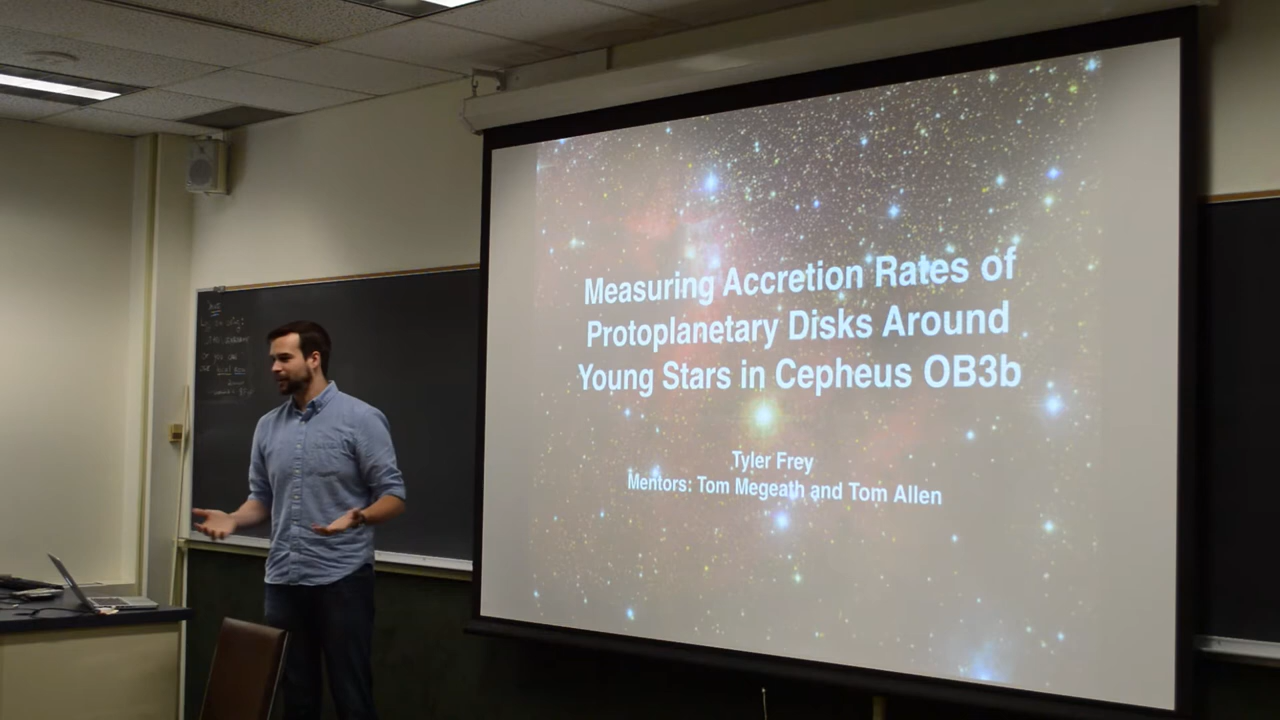 Measuring Accretion Rates of
Protoplanetary Disks Around
Young Stars in Cepheus OB3b
Tyler Frey
Mentors: Tom Megeath and Tom Allen